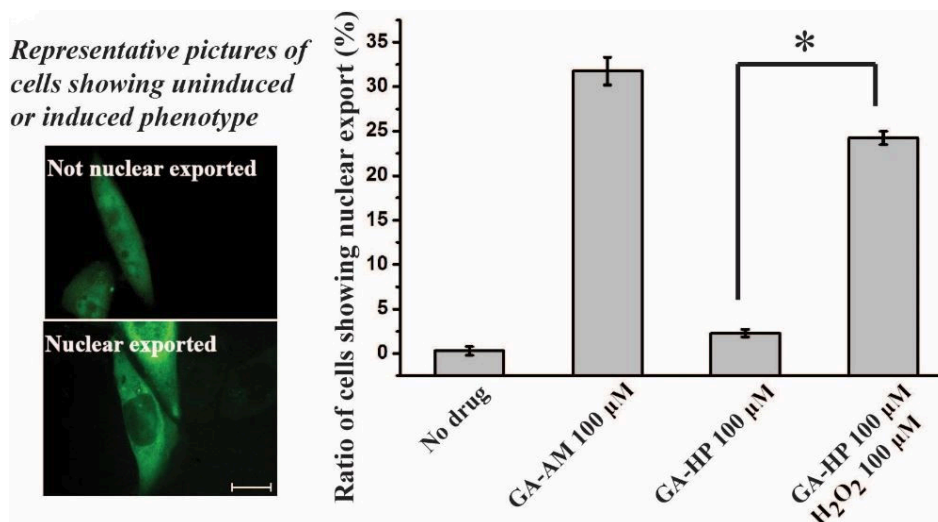 Representative pictures of
cells showing uninduced
or induced phenotype
Not nuclear exported
Nuclear exported
Ratio of cells showing nuclear export (%)
35
30
25
20
15
10
5
0
*
No drug
GA-AM 100 µM
GA-HP 100 µM
GA-HP 100 µM
H₂O₂ 100 µM